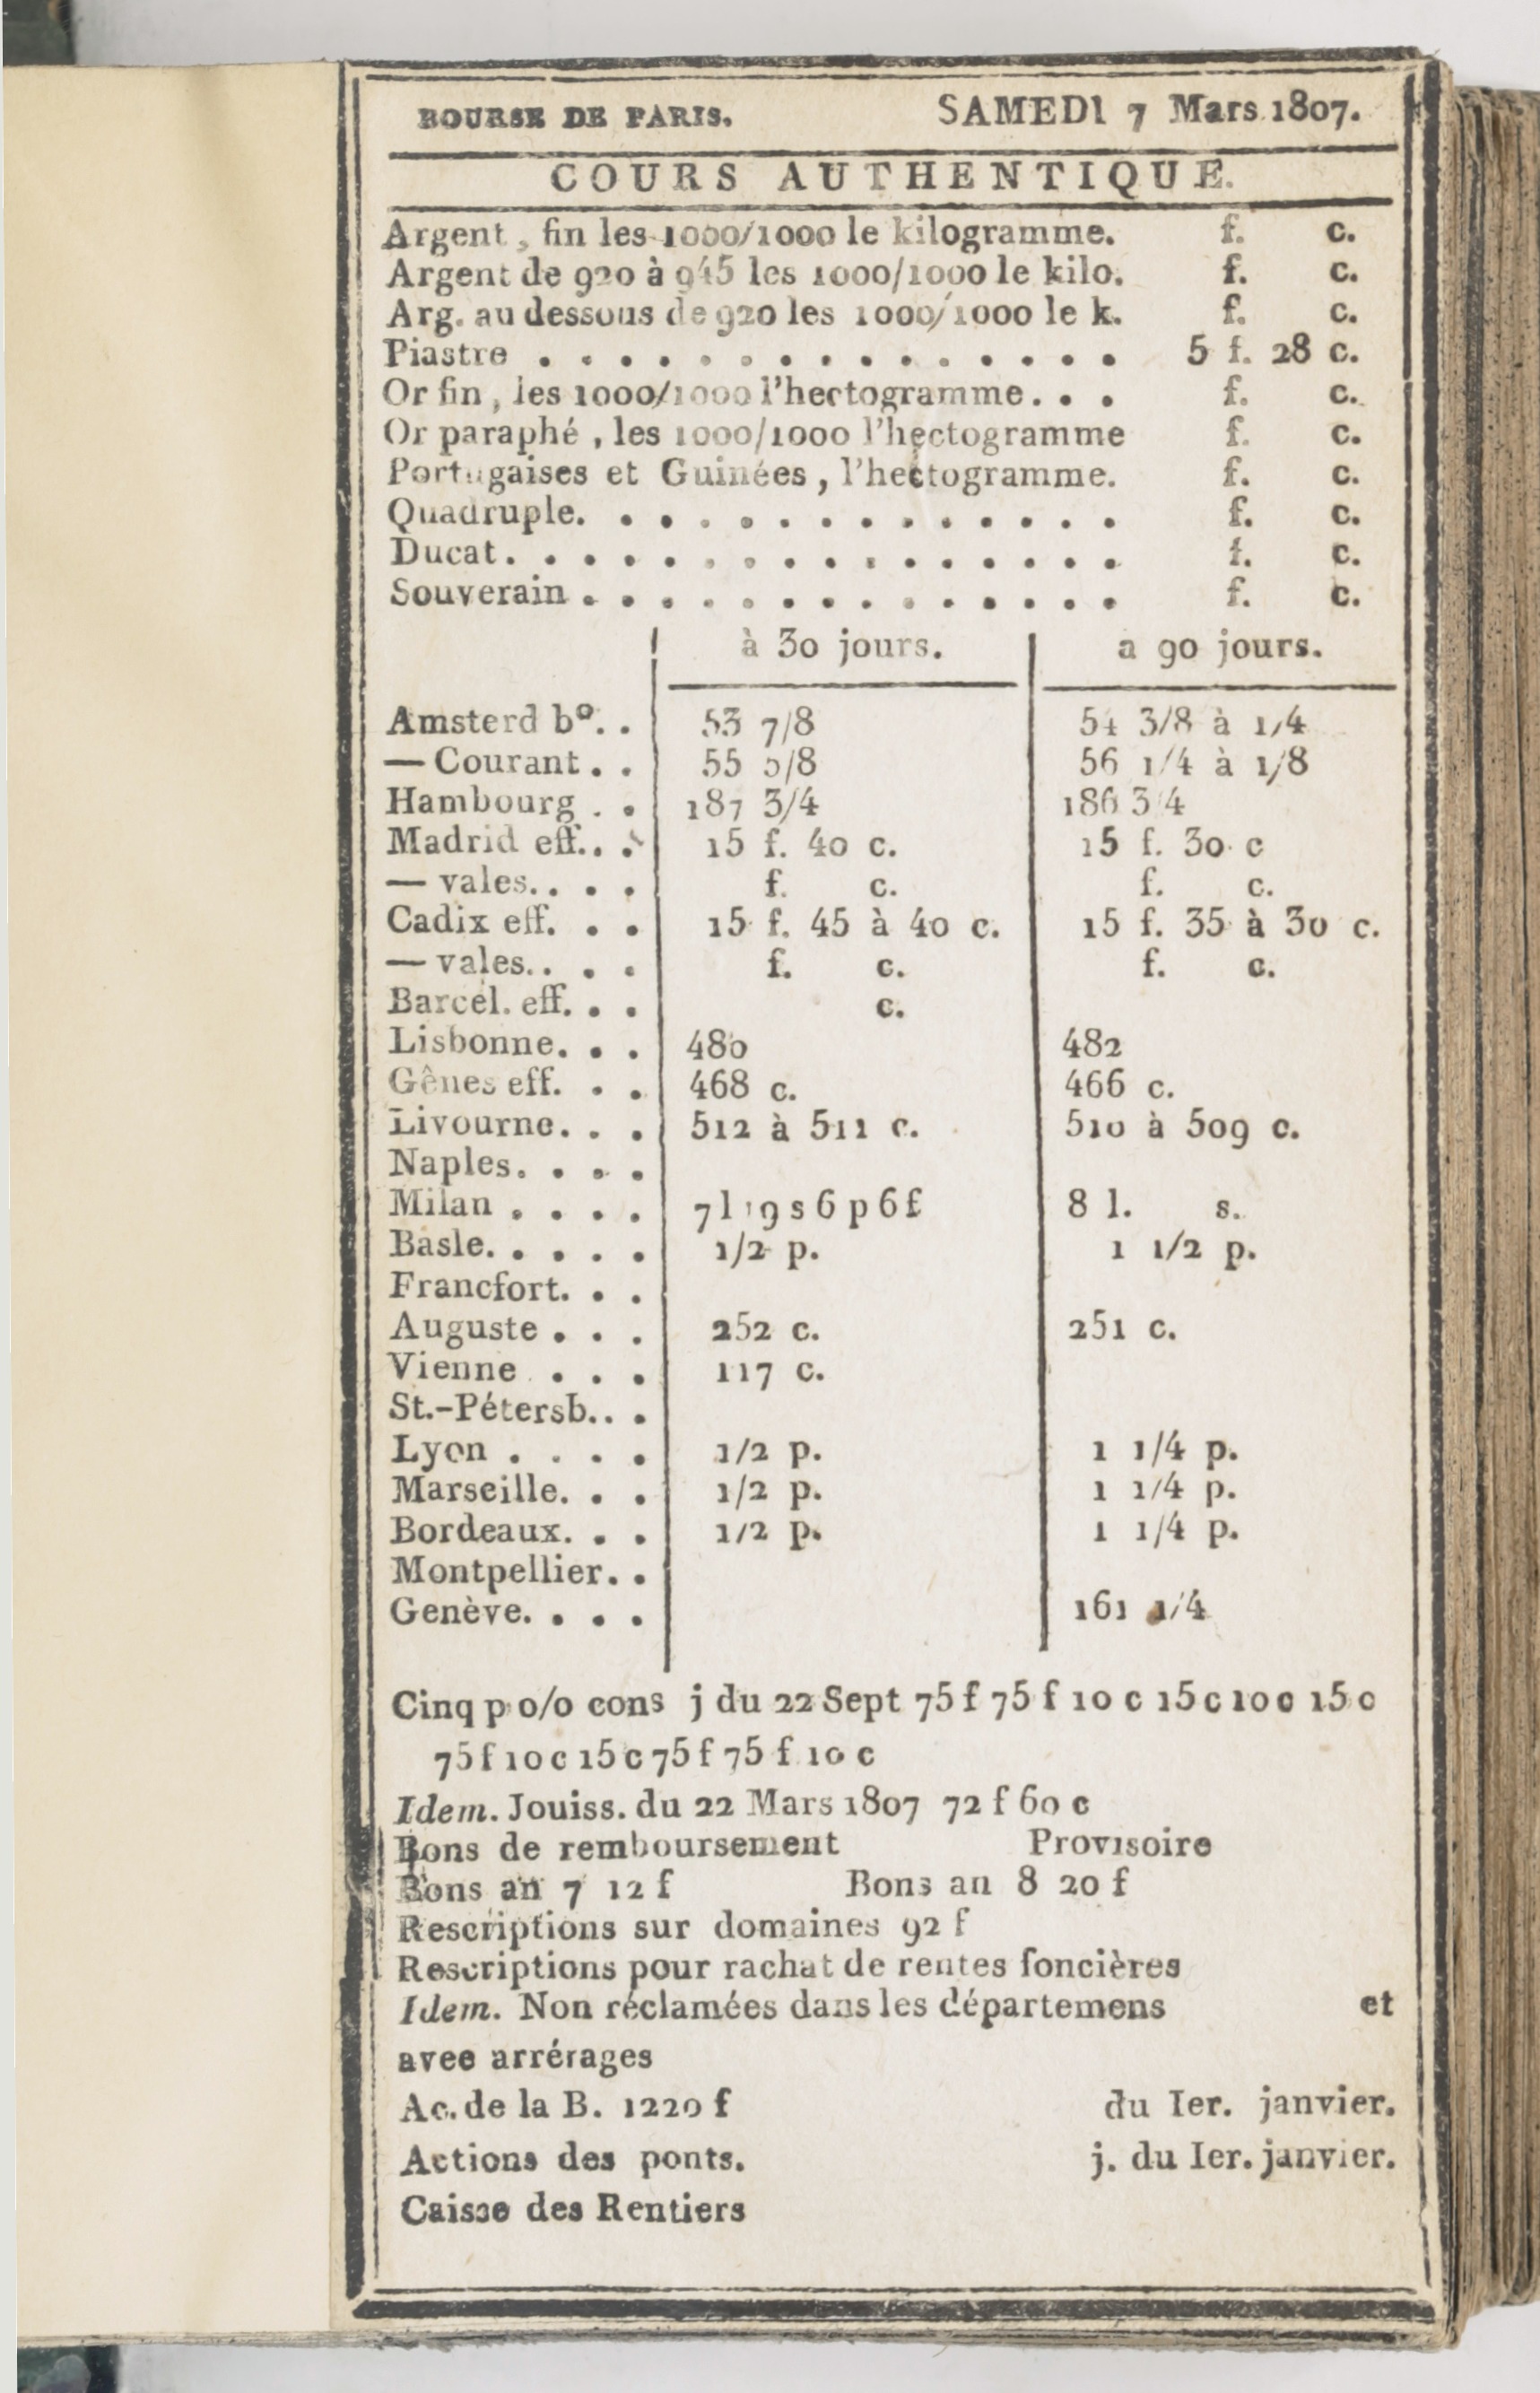 BOURSE DE PARIS. SAMEDI 7 Mars 1807.
COURS AUTHENTIQUE.
Argent, fin les 1000/1000 le kilogramme. f. c.
Argent de 920 à 945 les 1000/1000 le kilo. f. c.
Arg. au dessous de 920 les 1000/1000 le k. f. c.
Piastre . . . . . . . . . . . . . . . 5 f. 28 c.
Or fin, les 1000/1000 l'hectogramme. . . f. c.
Or paraphé, les 1000/1000 l'hectogramme f. c.
Portugaises et Guinées, l'hectogramme. f. c.
Quadruple. . . . . . . . . . . . . . f. c.
Ducat. . . . . . . . . . . . . . . . f. c.
Souverain . . . . . . . . . . . . . . f. c.
à 30 jours. a 90 jours.
Amsterd bº. . 53 7/8 54 3/8 à 1/4
— Courant. . 55 5/8 56 1/4 à 1/8
Hambourg . . 187 3/4 186 3/4
Madrid eff. . . 15 f. 40 c. 15 f. 30 c
— vales. . . . f. c. f. c.
Cadix eff. . . 15 f. 45 à 40 c. 15 f. 35 à 30 c.
— vales. . . . f. c. f. c.
Barcel. eff. . . c.
Lisbonne. . . 480 482
Gênes eff. . . 468 c. 466 c.
Livourne. . . 512 à 511 c. 510 à 509 c.
Naples. . . .
Milan . . . . 7 l 19 s 6 p 6 f 8 l. s.
Basle. . . . . 1/2 p. 1 1/2 p.
Francfort. . .
Auguste . . . 252 c. 251 c.
Vienne . . . 117 c.
St.-Pétersb. . .
Lyon . . . . 1/2 p. 1 1/4 p.
Marseille. . . 1/2 p. 1 1/4 p.
Bordeaux. . . 1/2 p. 1 1/4 p.
Montpellier. .
Genève. . . . 161 1/4
Cinq p 0/0 cons j du 22 Sept 75 f 75 f 10 c 15 c 10 c 15 c
75 f 10 c 15 c 75 f 75 f 10 c
Idem. Jouiss. du 22 Mars 1807 72 f 60 c
Bons de remboursement Provisoire
Bons an 7 12 f Bons an 8 20 f
Rescriptions sur domaines 92 f
Rescriptions pour rachat de rentes foncières
Idem. Non réclamées dans les départemens et
avec arrérages
Ac. de la B. 1220 f du Ier. janvier.
Actions des ponts. j. du Ier. janvier.
Caisse des Rentiers